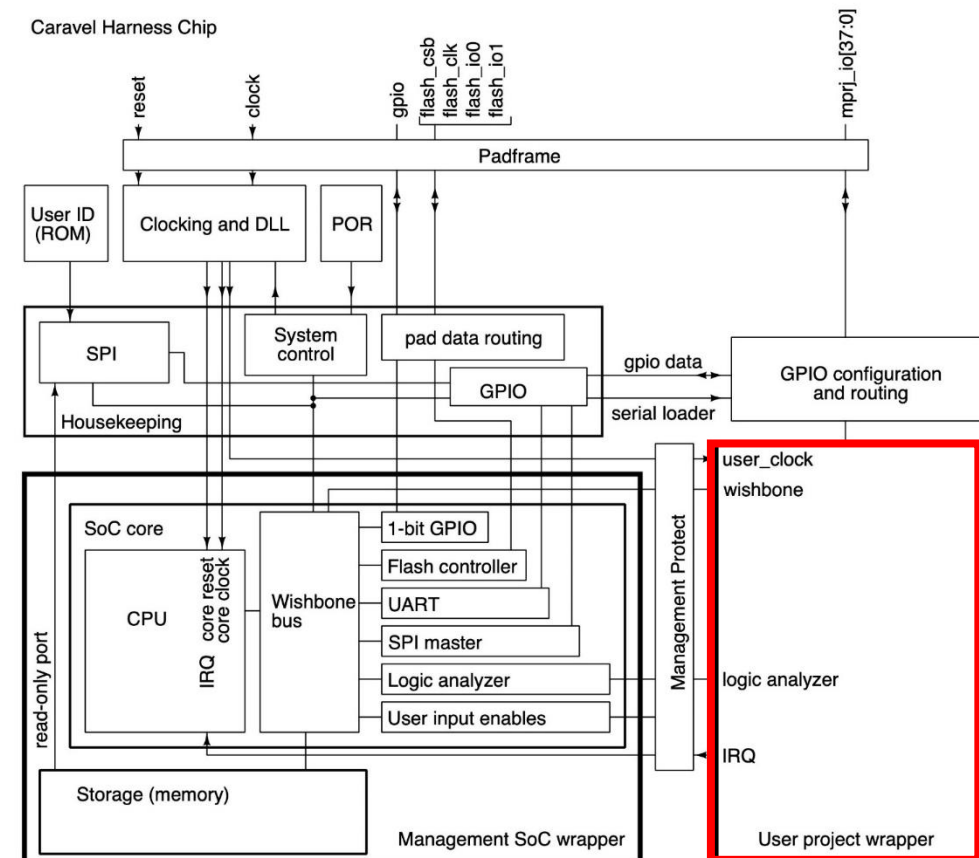 Caravel Harness Chip
reset
clock
gpio
flash_csb
flash_clk
flash_io0
flash_io1
mprj_io[37:0]
Padframe
User ID
(ROM)
Clocking and DLL
POR
SPI
System
control
pad data routing
GPIO
gpio data
serial loader
GPIO configuration
and routing
Housekeeping
user_clock
wishbone
SoC core
1-bit GPIO
Flash controller
UART
SPI master
Logic analyzer
User input enables
CPU
core reset
core clock
IRQ
Wishbone
bus
Management Protect
logic analyzer
IRQ
read-only port
Storage (memory)
Management SoC wrapper
User project wrapper